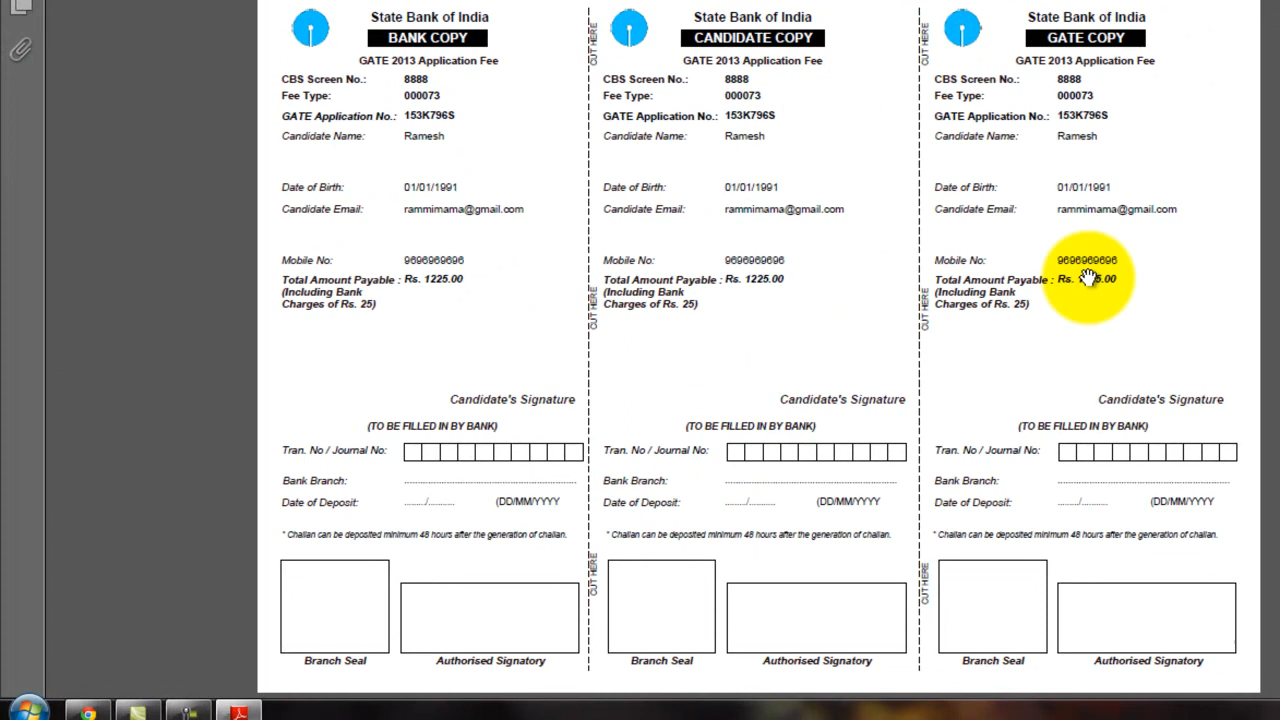 State Bank of India
BANK COPY
GATE 2013 Application Fee
CBS Screen No.: 8888
Fee Type: 000073
GATE Application No.: 153K796S
Candidate Name: Ramesh
Date of Birth: 01/01/1991
Candidate Email: rammimama@gmail.com
Mobile No: 9696969696
Total Amount Payable : Rs. 1225.00
(Including Bank
Charges of Rs. 25)
Candidate's Signature
(TO BE FILLED IN BY BANK)
Tran. No / Journal No:
Bank Branch: ..........................................................
Date of Deposit: ......../.......... (DD/MM/YYYY
* Challan can be deposited minimum 48 hours after the generation of challan.
Branch Seal Authorised Signatory
CUT HERE
CUT HERE
CUT HERE
State Bank of India
CANDIDATE COPY
GATE 2013 Application Fee
CBS Screen No.: 8888
Fee Type: 000073
GATE Application No.: 153K796S
Candidate Name: Ramesh
Date of Birth: 01/01/1991
Candidate Email: rammimama@gmail.com
Mobile No: 9696969696
Total Amount Payable : Rs. 1225.00
(Including Bank
Charges of Rs. 25)
Candidate's Signature
(TO BE FILLED IN BY BANK)
Tran. No / Journal No:
Bank Branch: ..........................................................
Date of Deposit: ......../.......... (DD/MM/YYYY
* Challan can be deposited minimum 48 hours after the generation of challan.
Branch Seal Authorised Signatory
CUT HERE
CUT HERE
CUT HERE
State Bank of India
GATE COPY
GATE 2013 Application Fee
CBS Screen No.: 8888
Fee Type: 000073
GATE Application No.: 153K796S
Candidate Name: Ramesh
Date of Birth: 01/01/1991
Candidate Email: rammimama@gmail.com
Mobile No: 9696969696
Total Amount Payable : Rs.
(Including Bank
Charges of Rs. 25)
Candidate's Signature
(TO BE FILLED IN BY BANK)
Tran. No / Journal No:
Bank Branch: ..........................................................
Date of Deposit: ......../.......... (DD/MM/YYYY
* Challan can be deposited minimum 48 hours after the generation of challan.
Branch Seal Authorised Signatory